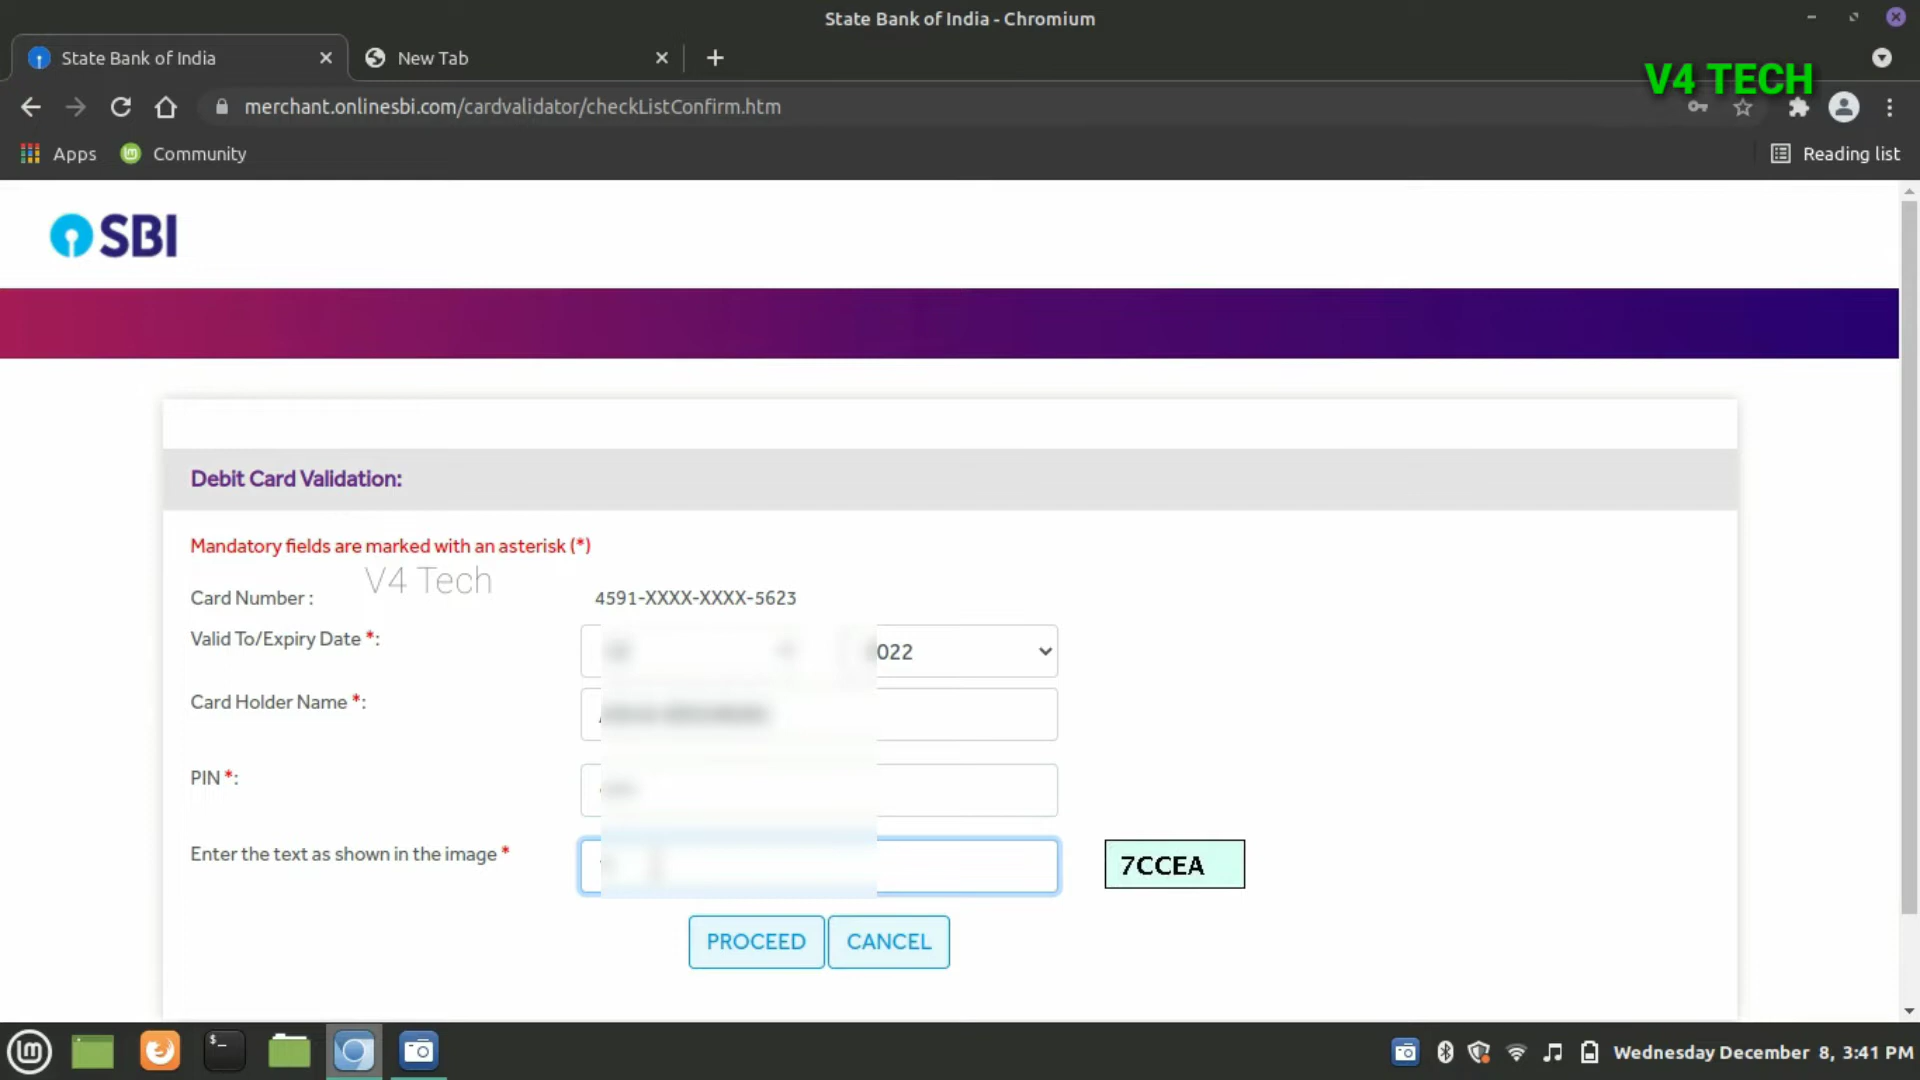 State Bank of India - Chromium
State Bank of India
New Tab
V4 TECH
merchant.onlinesbi.com/cardvalidator/checkListConfirm.htm
Apps
Community
Reading list
SBI
Debit Card Validation:
Mandatory fields are marked with an asterisk (*)
V4 Tech
Card Number : 4591-XXXX-XXXX-5623
Valid To/Expiry Date *: 022
Card Holder Name *:
PIN *:
Enter the text as shown in the image * 7CCEA
PROCEED CANCEL
Wednesday December 8, 3:41 PM